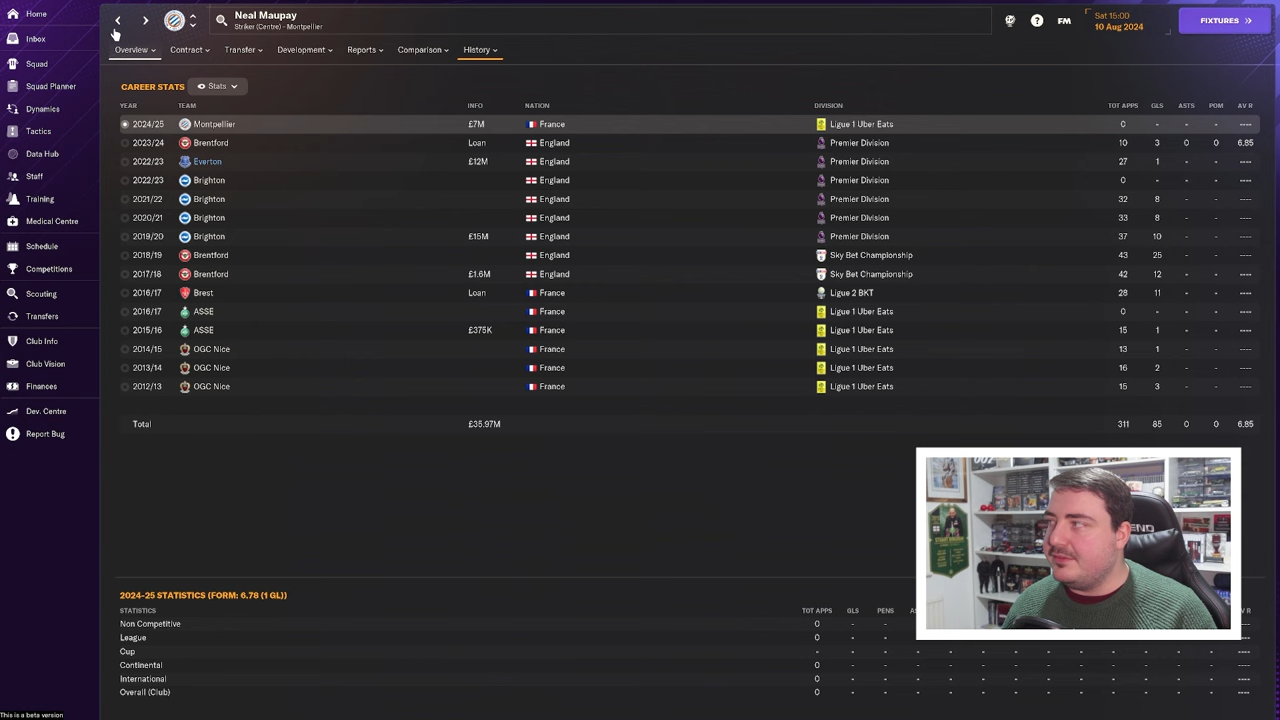 Home
Inbox
Squad
Squad Planner
Dynamics
Tactics
Data Hub
Staff
Training
Medical Centre
Schedule
Competitions
Scouting
Transfers
Club Info
Club Vision
Finances
Dev. Centre
Report Bug
This is a beta version
Neal Maupay
Striker (Centre) - Montpellier
? FM
Sat 15:00
10 Aug 2024
FIXTURES
Overview Contract Transfer Development Reports Comparison History
CAREER STATS Stats
YEAR TEAM INFO NATION DIVISION TOT APPS GLS ASTS POM AV R
2024/25 Montpellier £7M France Ligue 1 Uber Eats 0 - - - ----
2023/24 Brentford Loan England Premier Division 10 3 0 0 6.85
2022/23 Everton £12M England Premier Division 27 1 - - ----
2022/23 Brighton England Premier Division 0 - - - ----
2021/22 Brighton England Premier Division 32 8 - - ----
2020/21 Brighton England Premier Division 33 8 - - ----
2019/20 Brighton £15M England Premier Division 37 10 - - ----
2018/19 Brentford England Sky Bet Championship 43 25 - - ----
2017/18 Brentford £1.6M England Sky Bet Championship 42 12 - - ----
2016/17 Brest Loan France Ligue 2 BKT 28 11 - - ----
2016/17 ASSE France Ligue 1 Uber Eats 0 - - - ----
2015/16 ASSE £375K France Ligue 1 Uber Eats 15 1 - - ----
2014/15 OGC Nice France Ligue 1 Uber Eats 13 1 - - ----
2013/14 OGC Nice France Ligue 1 Uber Eats 16 2 - - ----
2012/13 OGC Nice France Ligue 1 Uber Eats 15 3 - - ----
Total £35.97M 311 85 0 0 6.85
2024-25 STATISTICS (FORM: 6.78 (1 GL))
STATISTICS TOT APPS GLS PENS
Non Competitive 0 - -
League 0 - -
Cup - - - - - - - - - - - - - ----
Continental 0 - - - - - - - - - - - - ----
International 0 - - - - - - - - - - - - ----
Overall (Club) 0 - - - - - - - - - - - - ----